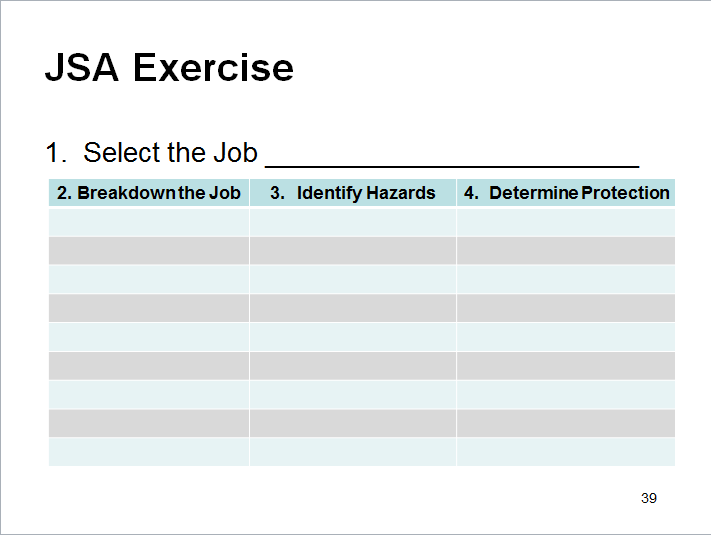 JSA Exercise
1. Select the Job ________________________
2. Breakdown the Job 3. Identify Hazards 4. Determine Protection
39